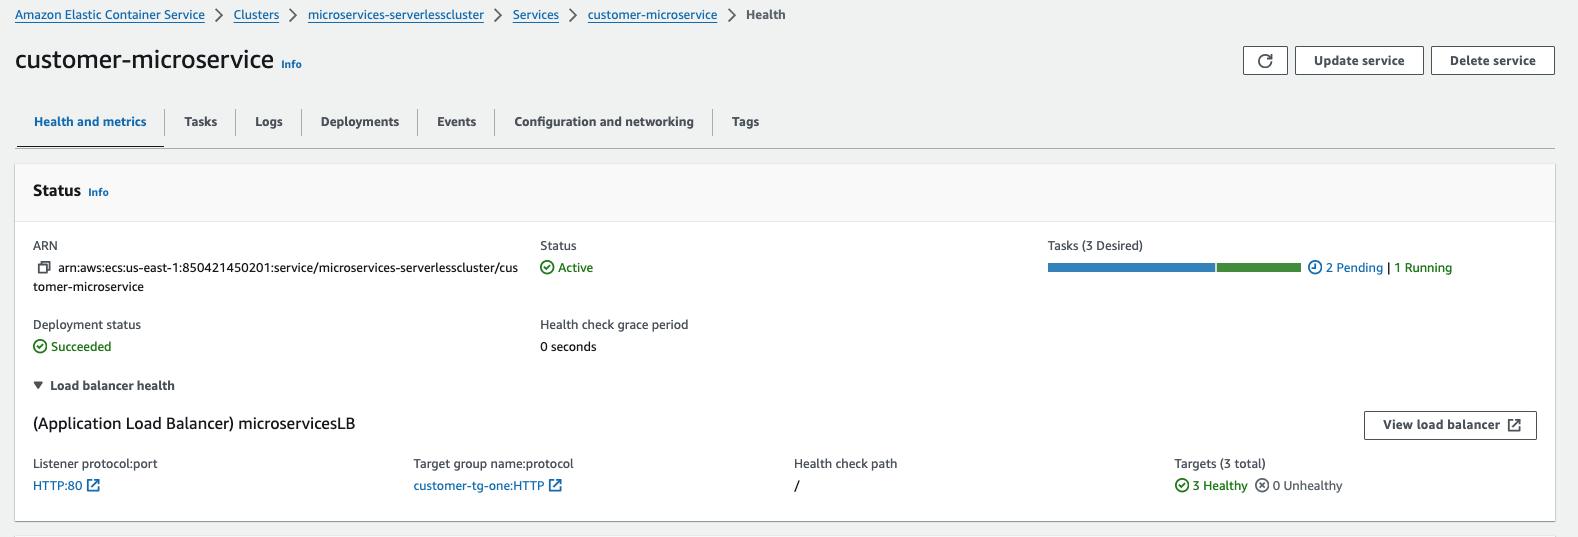 Amazon Elastic Container Service > Clusters > microservices-serverlesscluster > Services > customer-microservice > Health
customer-microservice Info
Update service Delete service
Health and metrics Tasks Logs Deployments Events Configuration and networking Tags
Status Info
ARN
arn:aws:ecs:us-east-1:850421450201:service/microservices-serverlesscluster/cus
tomer-microservice
Status
Active
Tasks (3 Desired)
2 Pending | 1 Running
Deployment status
Succeeded
Health check grace period
0 seconds
Load balancer health
(Application Load Balancer) microservicesLB
View load balancer
Listener protocol:port
HTTP:80
Target group name:protocol
customer-tg-one:HTTP
Health check path
/
Targets (3 total)
3 Healthy 0 Unhealthy